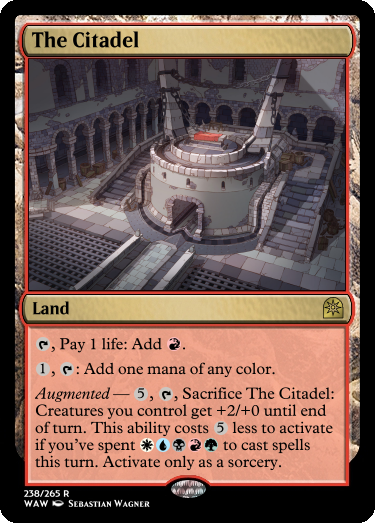 The Citadel
Land
T, Pay 1 life: Add R.
1, T: Add one mana of any color.
Augmented — 5, T, Sacrifice The Citadel:
Creatures you control get +2/+0 until end
of turn. This ability costs 5 less to activate
if you've spent W U B R G to cast spells
this turn. Activate only as a sorcery.
238/265 R
WAW Sebastian Wagner